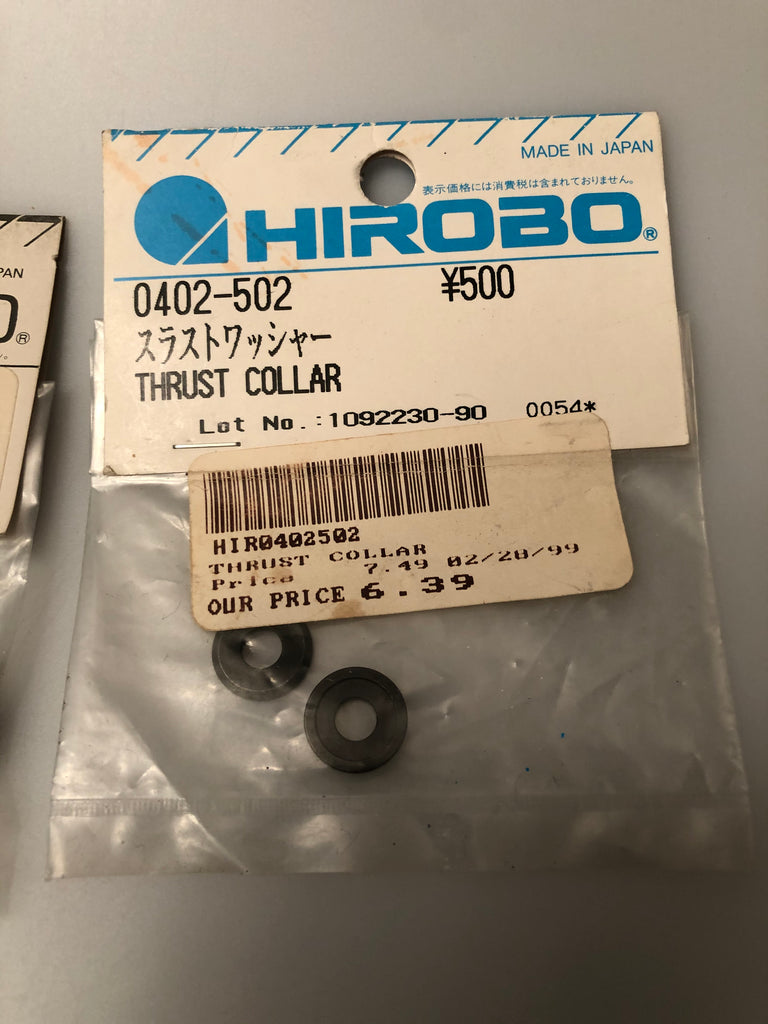 MADE IN JAPAN
表示価格には消費税は含まれておりません。
HIROBO®
0402-502 ¥500
スラストワッシャー
THRUST COLLAR
Lot No.:1092230-90 0054*
HIR0402502
THRUST COLLAR
Price 7.49 02/28/99
OUR PRICE 6.39
PAN
O®